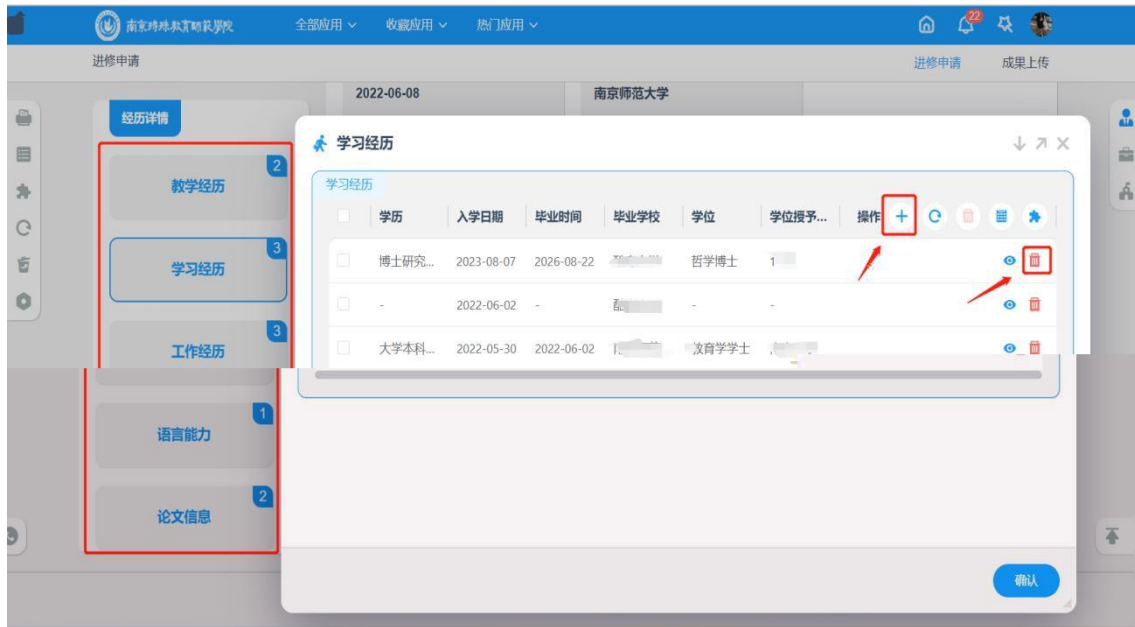 南京特殊教育师范学院 全部应用 收藏应用 热门应用 22
进修申请 进修申请 成果上传
2022-06-08 南京师范大学
经历详情
教学经历 2
学习经历 3
工作经历 3
语言能力 1
论文信息 2
学习经历
学习经历
学历 入学日期 毕业时间 毕业学校 学位 学位授予... 操作
博士研究... 2023-08-07 2026-08-22 哲学博士 1
- 2022-06-02 - - -
大学本科... 2022-05-30 2022-06-02 教育学学士
确认